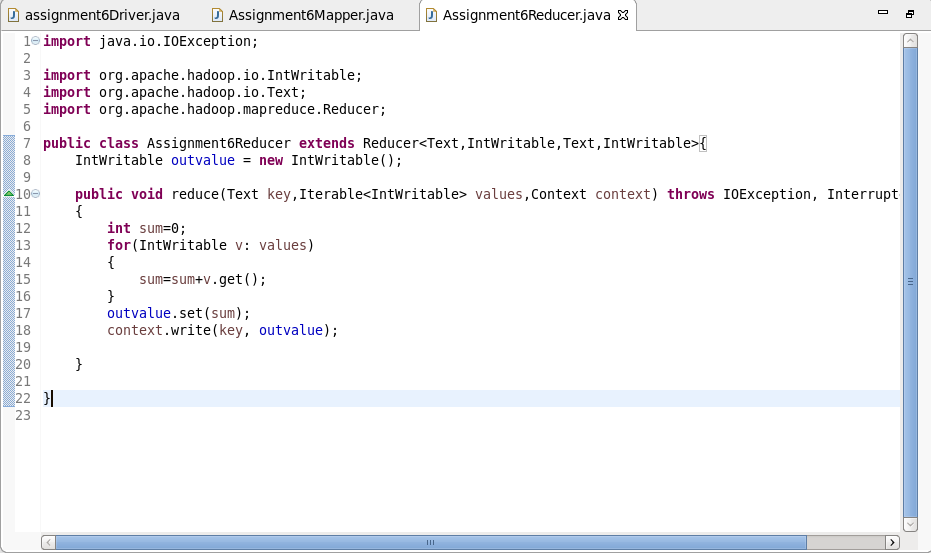 assignment6Driver.java Assignment6Mapper.java Assignment6Reducer.java
1 import java.io.IOException;
2
3 import org.apache.hadoop.io.IntWritable;
4 import org.apache.hadoop.io.Text;
5 import org.apache.hadoop.mapreduce.Reducer;
6
7 public class Assignment6Reducer extends Reducer<Text,IntWritable,Text,IntWritable>{
8     IntWritable outvalue = new IntWritable();
9
10     public void reduce(Text key,Iterable<IntWritable> values,Context context) throws IOException, Interrupt
11     {
12         int sum=0;
13         for(IntWritable v: values)
14         {
15             sum=sum+v.get();
16         }
17         outvalue.set(sum);
18         context.write(key, outvalue);
19
20     }
21
22 }
23